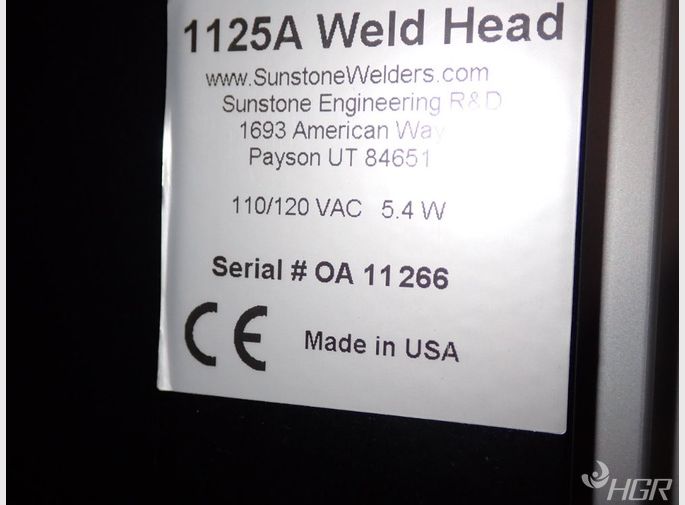 1125A Weld Head
www.SunstoneWelders.com
Sunstone Engineering R&D
1693 American Way
Payson UT 84651
110/120 VAC 5.4 W
Serial # OA 11266
CE
Made in USA
HGR